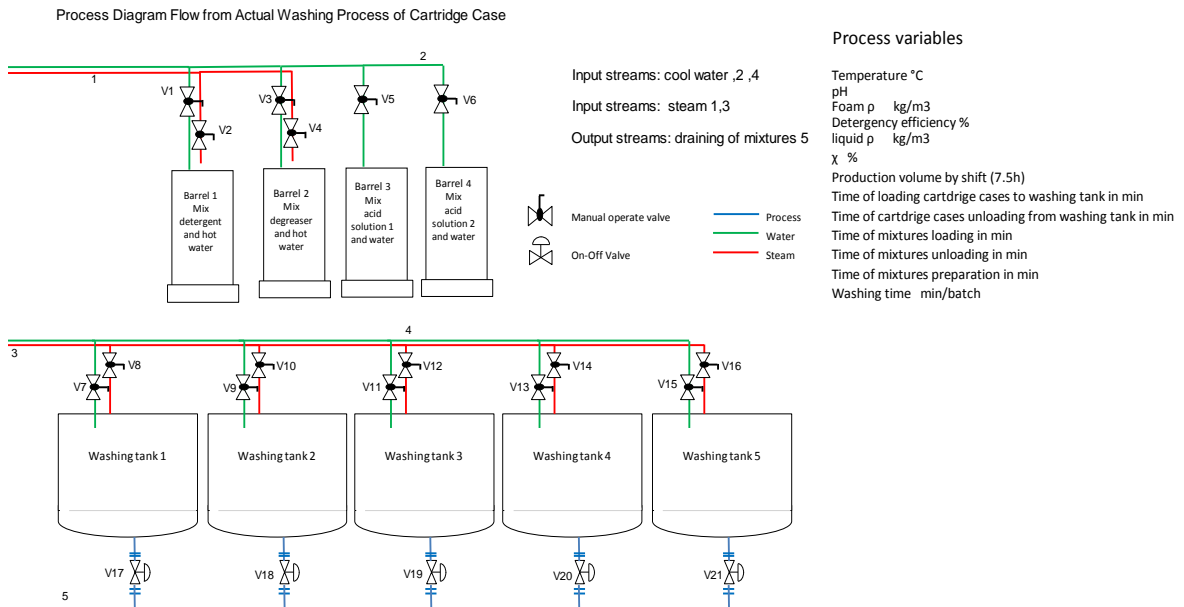 Process Diagram Flow from Actual Washing Process of Cartridge Case
Process variables
1
2
V1
V2
V3
V4
V5
V6
Barrel 1
Mix
detergent
and hot
water
Barrel 2
Mix
degreaser
and hot
water
Barrel 3
Mix
acid
solution 1
and water
Barrel 4
Mix
acid
solution 2
and water
Input streams: cool water ,2 ,4
Input streams: steam 1,3
Output streams: draining of mixtures 5
Manual operate valve
On-Off Valve
Process
Water
Steam
Temperature °C
pH
Foam ρ kg/m3
Detergency efficiency %
liquid ρ kg/m3
χ %
Production volume by shift (7.5h)
Time of loading cartdrige cases to washing tank in min
Time of cartdrige cases unloading from washing tank in min
Time of mixtures loading in min
Time of mixtures unloading in min
Time of mixtures preparation in min
Washing time min/batch
3
4
V8
V10
V12
V14
V16
V7
V9
V11
V13
V15
Washing tank 1
Washing tank 2
Washing tank 3
Washing tank 4
Washing tank 5
V17
V18
V19
V20
V21
5